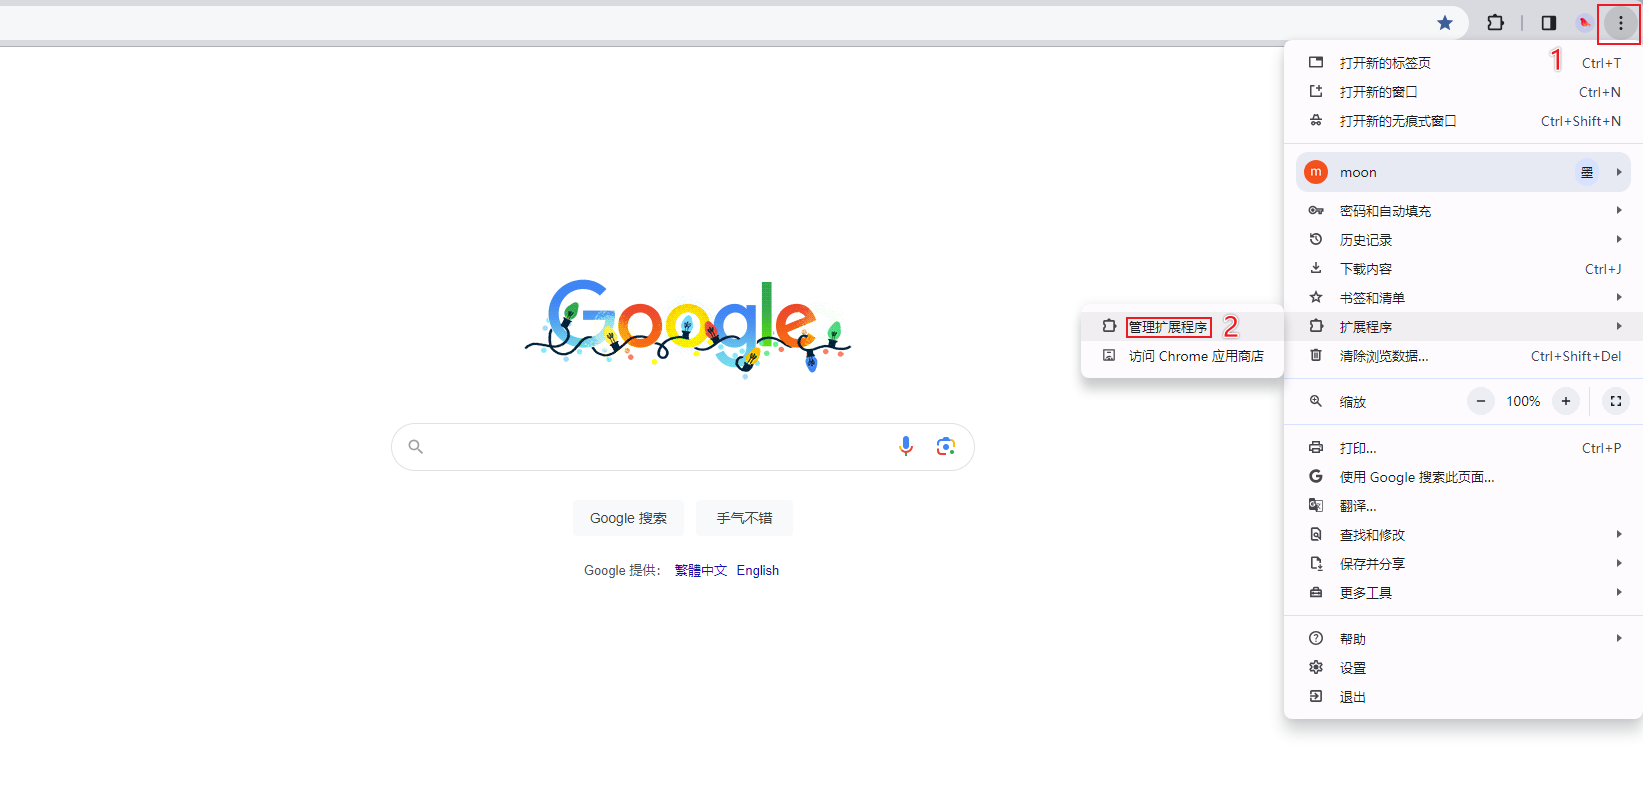 1
打开新的标签页 Ctrl+T
打开新的窗口 Ctrl+N
打开新的无痕式窗口 Ctrl+Shift+N
m moon 墨
密码和自动填充
历史记录
下载内容 Ctrl+J
书签和清单
扩展程序
管理扩展程序 2
访问 Chrome 应用商店
清除浏览数据... Ctrl+Shift+Del
缩放 − 100% +
打印... Ctrl+P
使用 Google 搜索此页面...
翻译...
查找和修改
保存并分享
更多工具
帮助
设置
退出
Google
Google 搜索 手气不错
Google 提供： 繁體中文 English